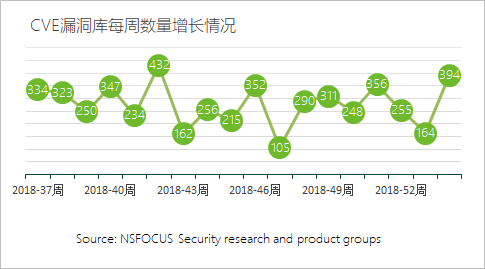 CVE漏洞库每周数量增长情况
334 323 250 347 234 432 162 256 215 352 105 290 311 248 356 255 164 394
2018-37周 2018-40周 2018-43周 2018-46周 2018-49周 2018-52周
Source: NSFOCUS Security research and product groups